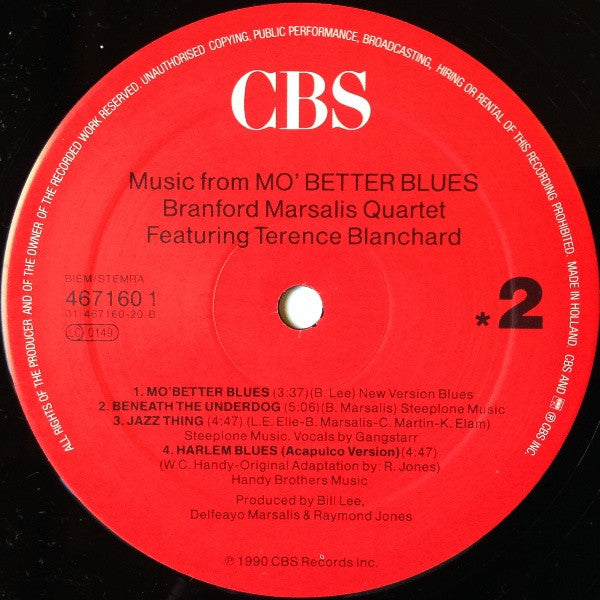 ALL RIGHTS OF THE PRODUCER AND OF THE OWNER OF THE RECORDED WORK RESERVED. UNAUTHORISED COPYING, PUBLIC PERFORMANCE, BROADCASTING, HIRING OR RENTAL OF THIS RECORDING PROHIBITED. MADE IN HOLLAND. CBS AND ℗ CBS INC.
CBS
Music from MO' BETTER BLUES
Branford Marsalis Quartet
Featuring Terence Blanchard
BIEM/STEMRA
467160 1
01-467160-20-B
LC 0149
*2
1. MO'BETTER BLUES (3:37)(B. Lee) New Version Blues
2. BENEATH THE UNDERDOG (5:06)(B. Marsalis) Steeplone Music
3. JAZZ THING (4:47) (L.E. Elie-B. Marsalis-C. Martin-K. Elam)
Steeplone Music. Vocals by Gangstarr
4. HARLEM BLUES (Acapulco Version)(4:47)
(W.C. Handy-Original Adaptation by: R. Jones)
Handy Brothers Music
Produced by Bill Lee,
Delfeayo Marsalis & Raymond Jones
℗ 1990 CBS Records Inc.